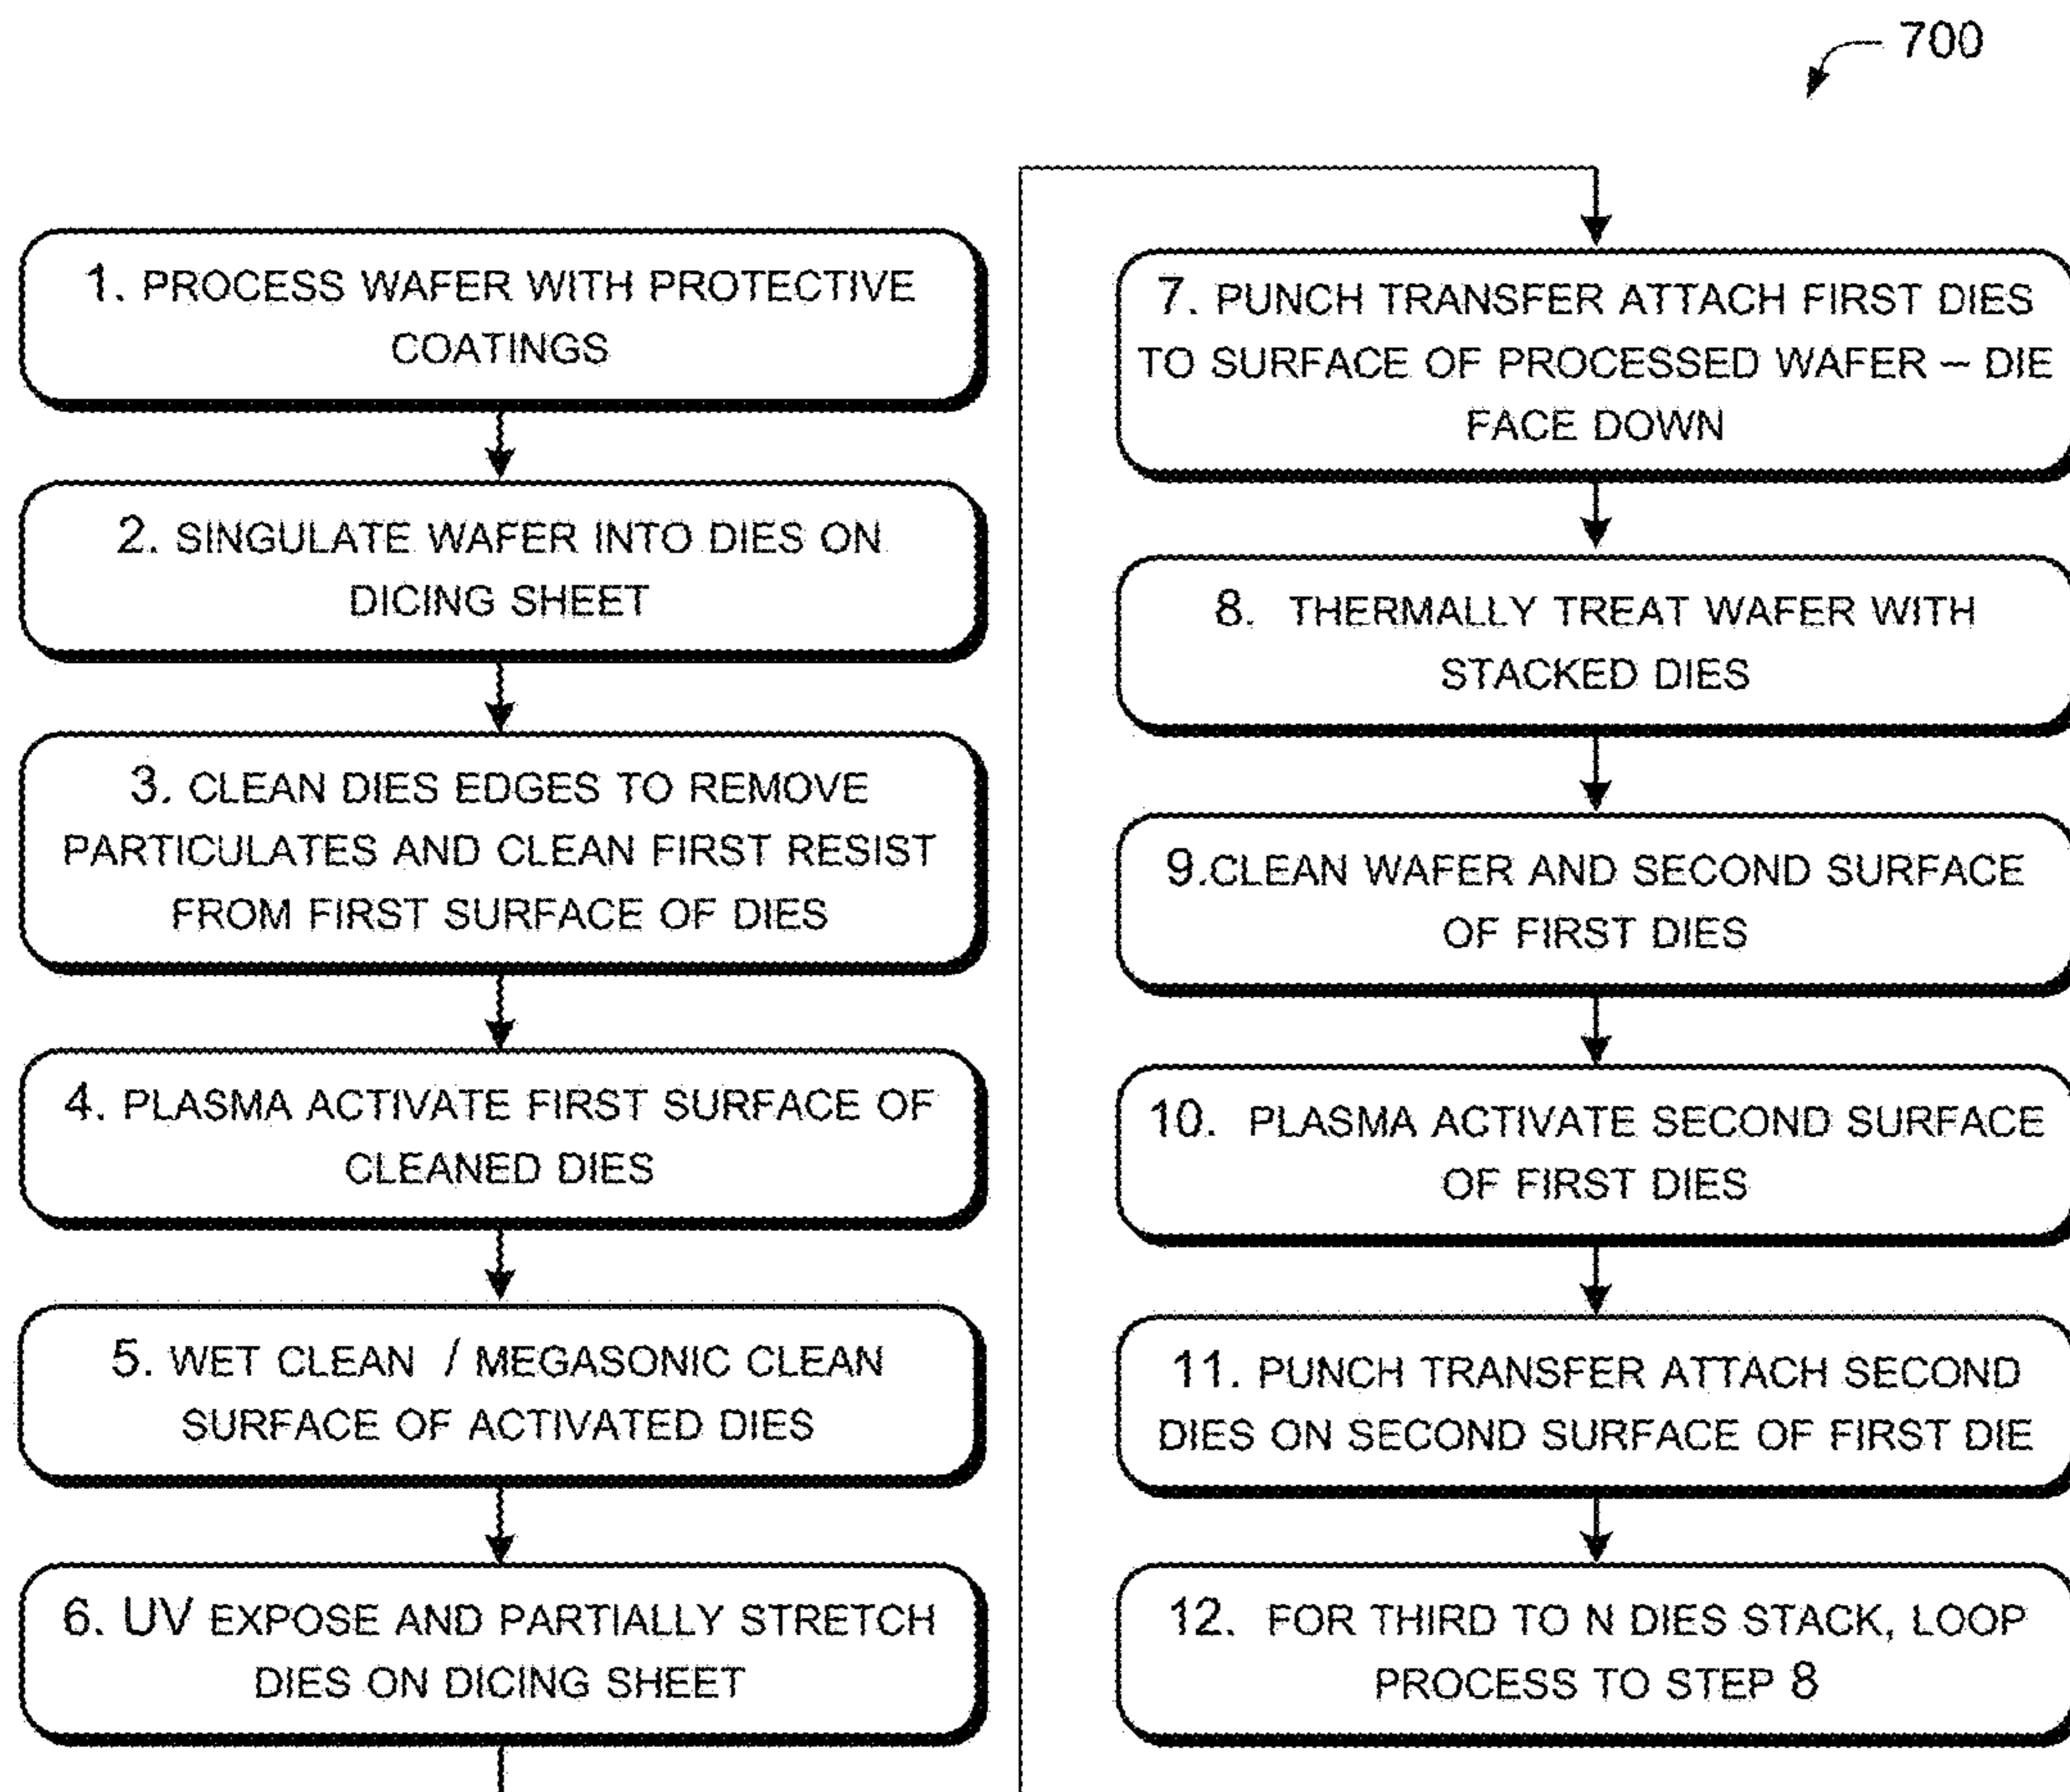 700
1. PROCESS WAFER WITH PROTECTIVE
COATINGS
2. SINGULATE WAFER INTO DIES ON
DICING SHEET
3. CLEAN DIES EDGES TO REMOVE
PARTICULATES AND CLEAN FIRST RESIST
FROM FIRST SURFACE OF DIES
4. PLASMA ACTIVATE FIRST SURFACE OF
CLEANED DIES
5. WET CLEAN / MEGASONIC CLEAN
SURFACE OF ACTIVATED DIES
6. UV EXPOSE AND PARTIALLY STRETCH
DIES ON DICING SHEET
7. PUNCH TRANSFER ATTACH FIRST DIES
TO SURFACE OF PROCESSED WAFER – DIE
FACE DOWN
8. THERMALLY TREAT WAFER WITH
STACKED DIES
9.CLEAN WAFER AND SECOND SURFACE
OF FIRST DIES
10. PLASMA ACTIVATE SECOND SURFACE
OF FIRST DIES
11. PUNCH TRANSFER ATTACH SECOND
DIES ON SECOND SURFACE OF FIRST DIE
12. FOR THIRD TO N DIES STACK, LOOP
PROCESS TO STEP 8